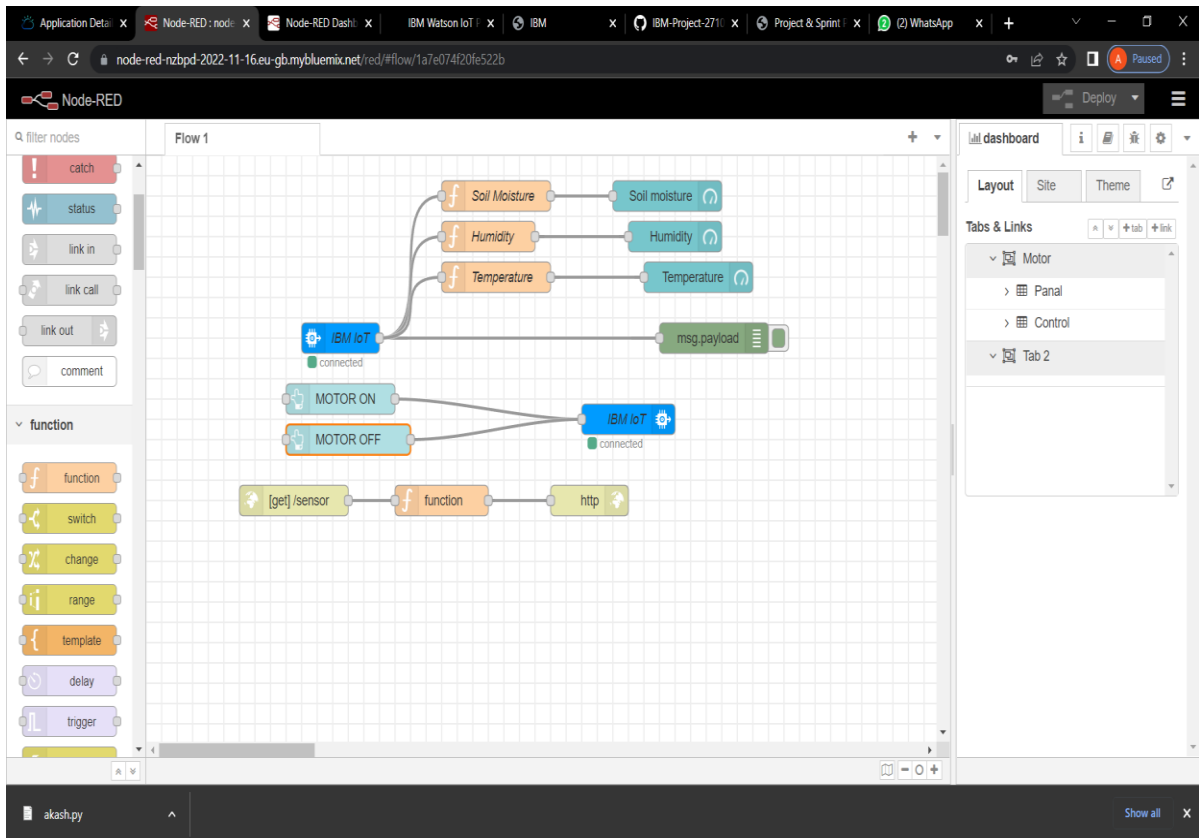 Application Detail
Node-RED : node
Node-RED Dashb
IBM Watson IoT P
IBM
IBM-Project-2710
Project & Sprint P
(2) WhatsApp
node-red-nzbpd-2022-11-16.eu-gb.mybluemix.net/red/#flow/1a7e074f20fe522b
A Paused
Node-RED
Deploy
filter nodes
Flow 1
dashboard
catch
status
link in
link call
link out
comment
function
function
switch
change
range
template
delay
trigger
Soil Moisture
Soil moisture
Humidity
Humidity
Temperature
Temperature
IBM IoT
connected
msg.payload
MOTOR ON
MOTOR OFF
IBM IoT
connected
[get] /sensor
function
http
Layout
Site
Theme
Tabs & Links
+tab
+link
Motor
Panal
Control
Tab 2
akash.py
Show all